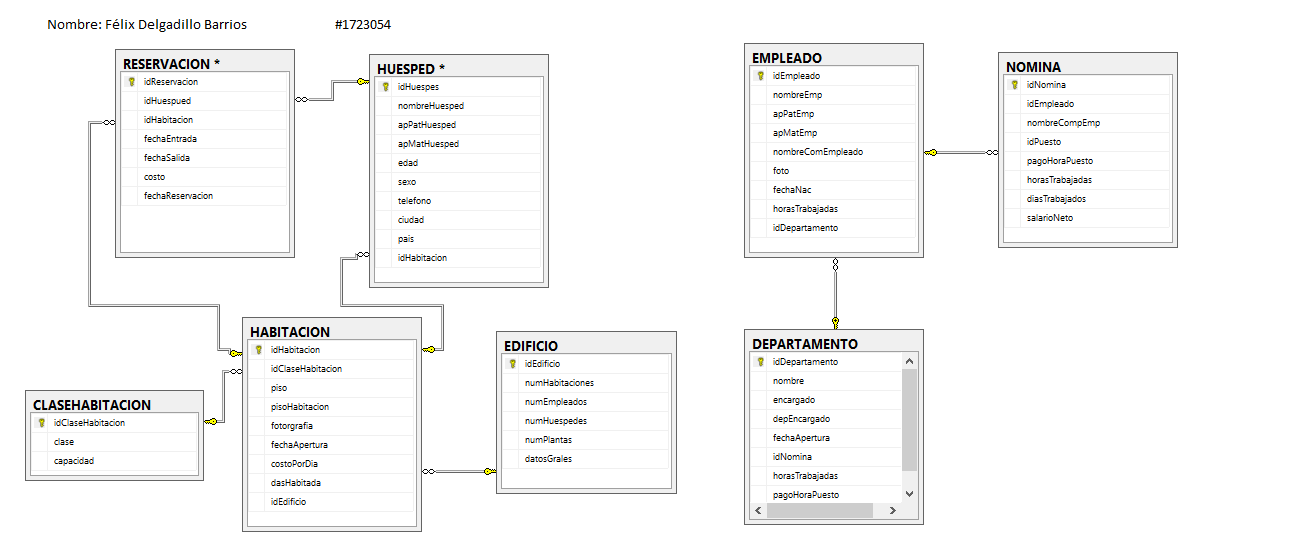 Nombre: Félix Delgadillo Barrios #1723054
RESERVACION *
idReservacion
idHuespued
idHabitacion
fechaEntrada
fechaSalida
costo
fechaReservacion
HUESPED *
idHuespes
nombreHuesped
apPatHuesped
apMatHuesped
edad
sexo
telefono
ciudad
pais
idHabitacion
EMPLEADO
idEmpleado
nombreEmp
apPatEmp
apMatEmp
nombreComEmpleado
foto
fechaNac
horasTrabajadas
idDepartamento
NOMINA
idNomina
idEmpleado
nombreCompEmp
idPuesto
pagoHoraPuesto
horasTrabajadas
diasTrabajados
salarioNeto
HABITACION
idHabitacion
idClaseHabitacion
piso
pisoHabitacion
fotorgrafia
fechaApertura
costoPorDia
dasHabitada
idEdificio
EDIFICIO
idEdificio
numHabitaciones
numEmpleados
numHuespedes
numPlantas
datosGrales
DEPARTAMENTO
idDepartamento
nombre
encargado
depEncargado
fechaApertura
idNomina
horasTrabajadas
pagoHoraPuesto
CLASEHABITACION
idClaseHabitacion
clase
capacidad